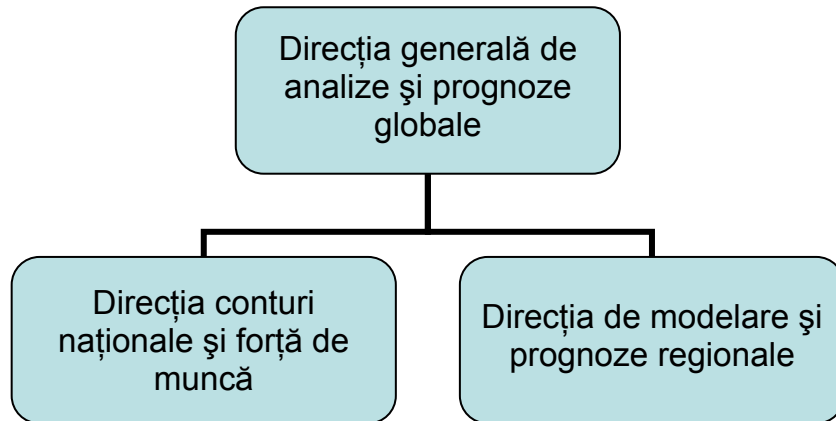 Direcția generală de
analize şi prognoze
globale
Direcția conturi
naționale şi forță de
muncă
Direcția de modelare şi
prognoze regionale